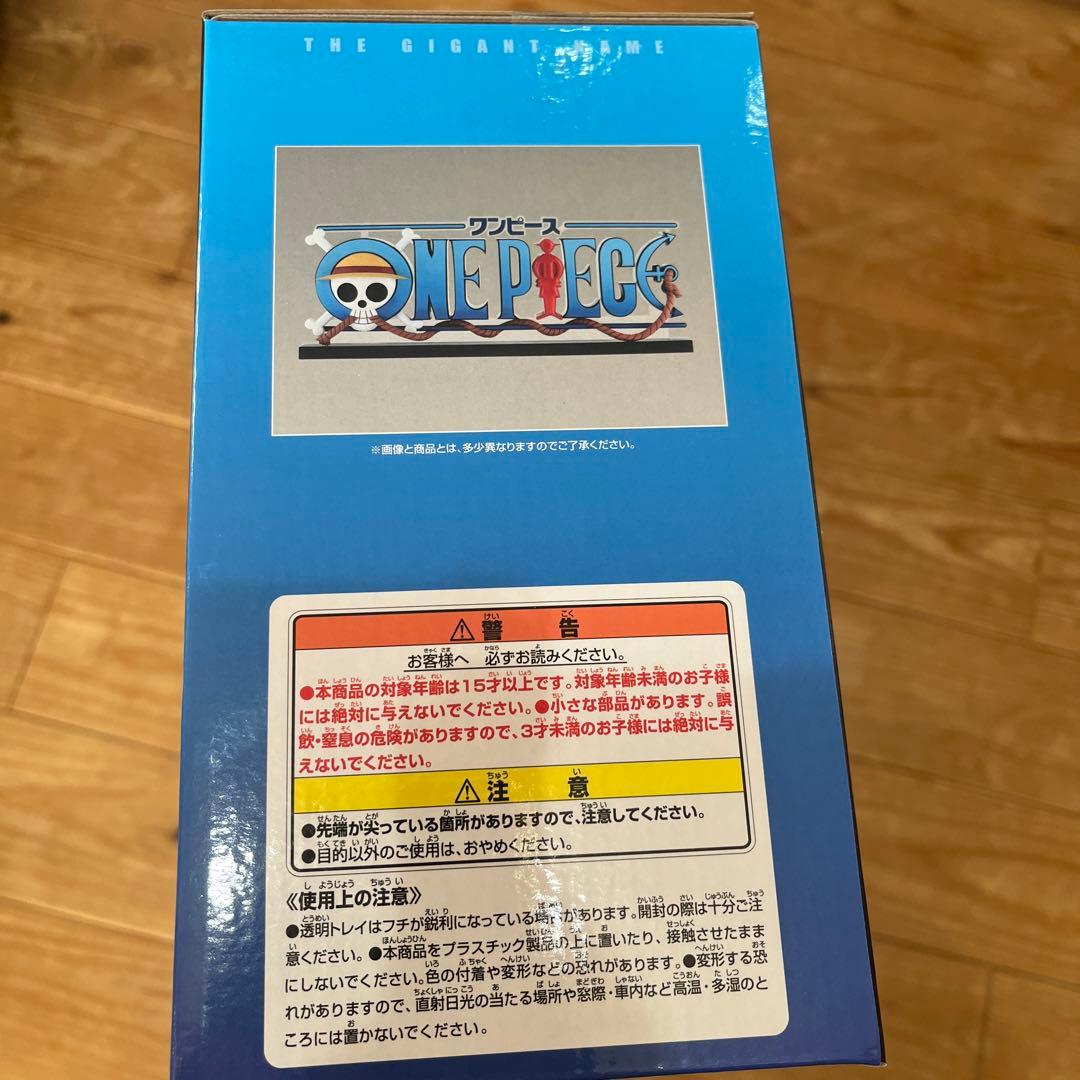 THE GIGANT NAME
ワンピース
ONE PIECE
※画像と商品とは、多少異なりますのでご了承ください。
⚠警告
お客様へ 必ずお読みください。
●本商品の対象年齢は15才以上です。対象年齢未満のお子様
には絶対に与えないでください。●小さな部品があります。誤
飲・窒息の危険がありますので、3才未満のお子様には絶対に与
えないでください。
⚠注意
●先端が尖っている箇所がありますので、注意してください。
●目的以外のご使用は、おやめください。
《使用上の注意》
●透明トレイはフチが鋭利になっている場合があります。開封の際は十分ご注
意ください。●本商品をプラスチック製品の上に置いたり、接触させたまま
にしないでください。色の付着や変形などの恐れがあります。●変形する恐
れがありますので、直射日光の当たる場所や窓際・車内など高温・多湿のと
ころには置かないでください。